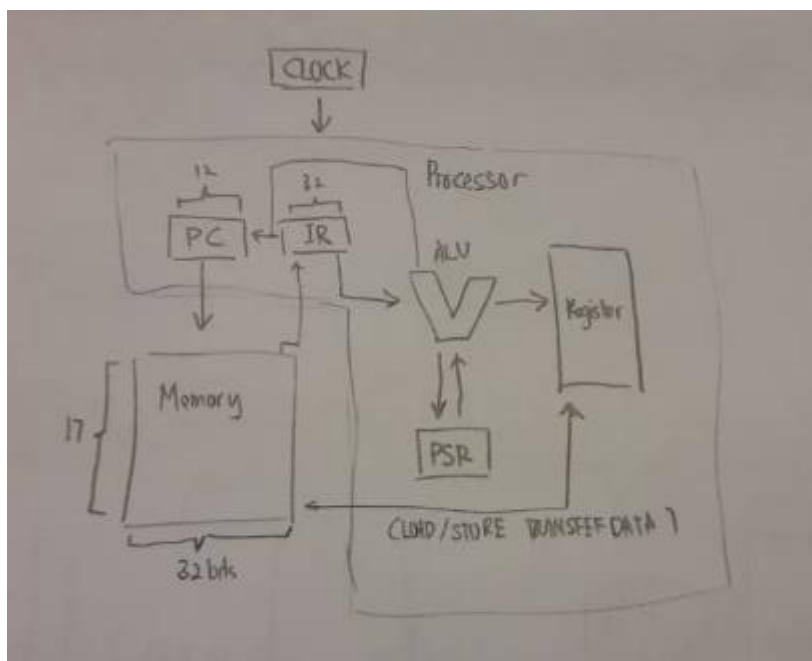 CLOCK
Processor
12
32
PC
IR
ALU
Register
Memory
17
PSR
32 bits
(LOAD/STORE TRANSFER DATA)